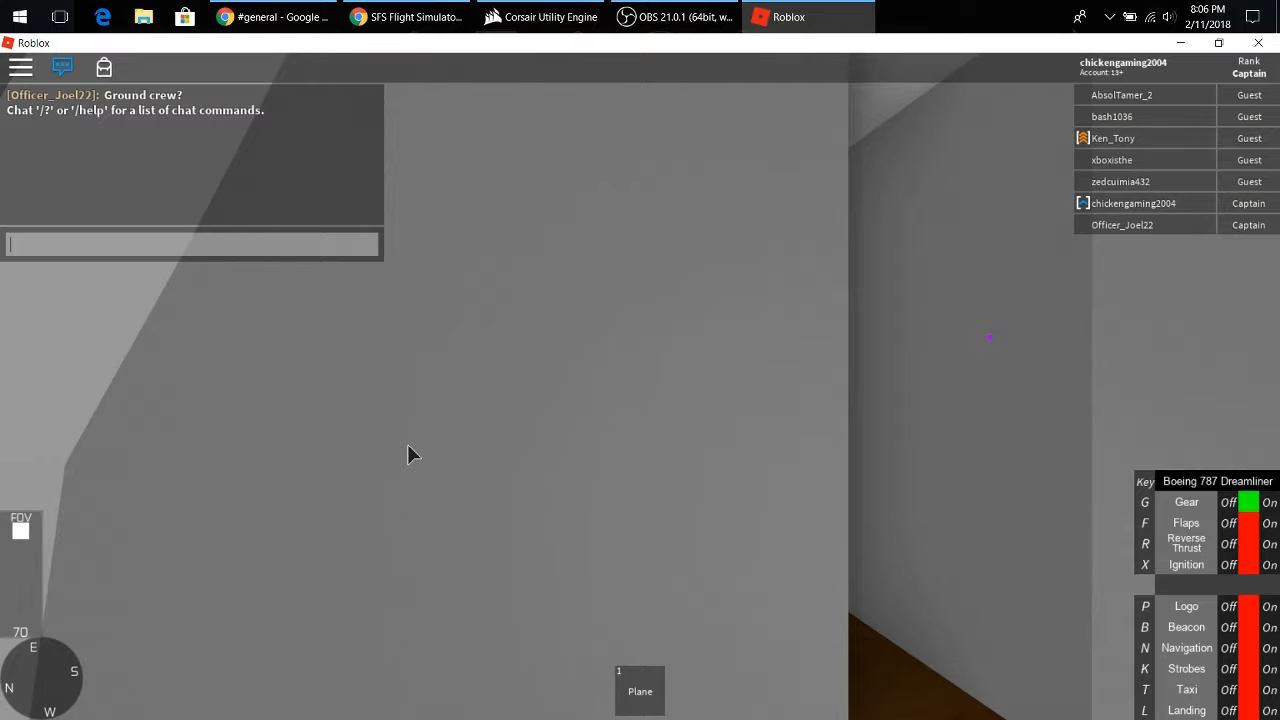 #general - Google ...
SFS Flight Simulato...
Corsair Utility Engine
OBS 21.0.1 (64bit, w...
Roblox
8:06 PM
2/11/2018
Roblox
chickengaming2004
Account: 13+
Rank
Captain
[Officer_Joel22]: Ground crew?
Chat '/?' or '/help' for a list of chat commands.
AbsolTamer_2 Guest
bash1036 Guest
Ken_Tony Guest
xboxisthe Guest
zedcuimia432 Guest
chickengaming2004 Captain
Officer_Joel22 Captain
Key Boeing 787 Dreamliner
G Gear Off On
F Flaps Off On
R Reverse Thrust Off On
X Ignition Off On
P Logo Off On
B Beacon Off On
N Navigation Off On
K Strobes Off On
T Taxi Off On
L Landing Off On
FOV
70
E
S
N
W
1
Plane